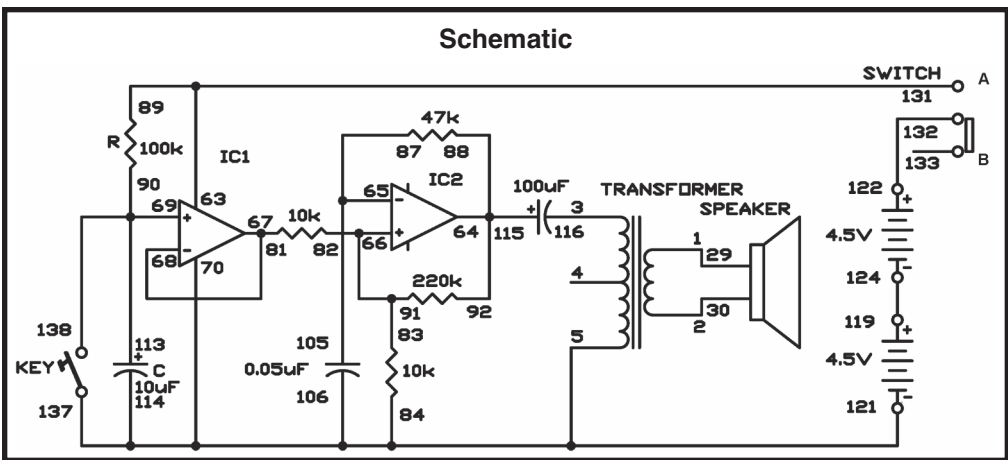 Schematic
SWITCH A
131
132
133 B
89
R 100k
90
IC1
63
69
+
-
68
70
67
81
10k
82
47k
87 88
IC2
65
-
66
+
64
220k
91 92
83
10k
84
105
0.05uF
106
100uF
+
115
116
TRANSFORMER
SPEAKER
3
4
5
1
29
30
2
122
+
4.5V
-
124
119
+
4.5V
-
121
138
KEY
137
113
+
C
10uF
114